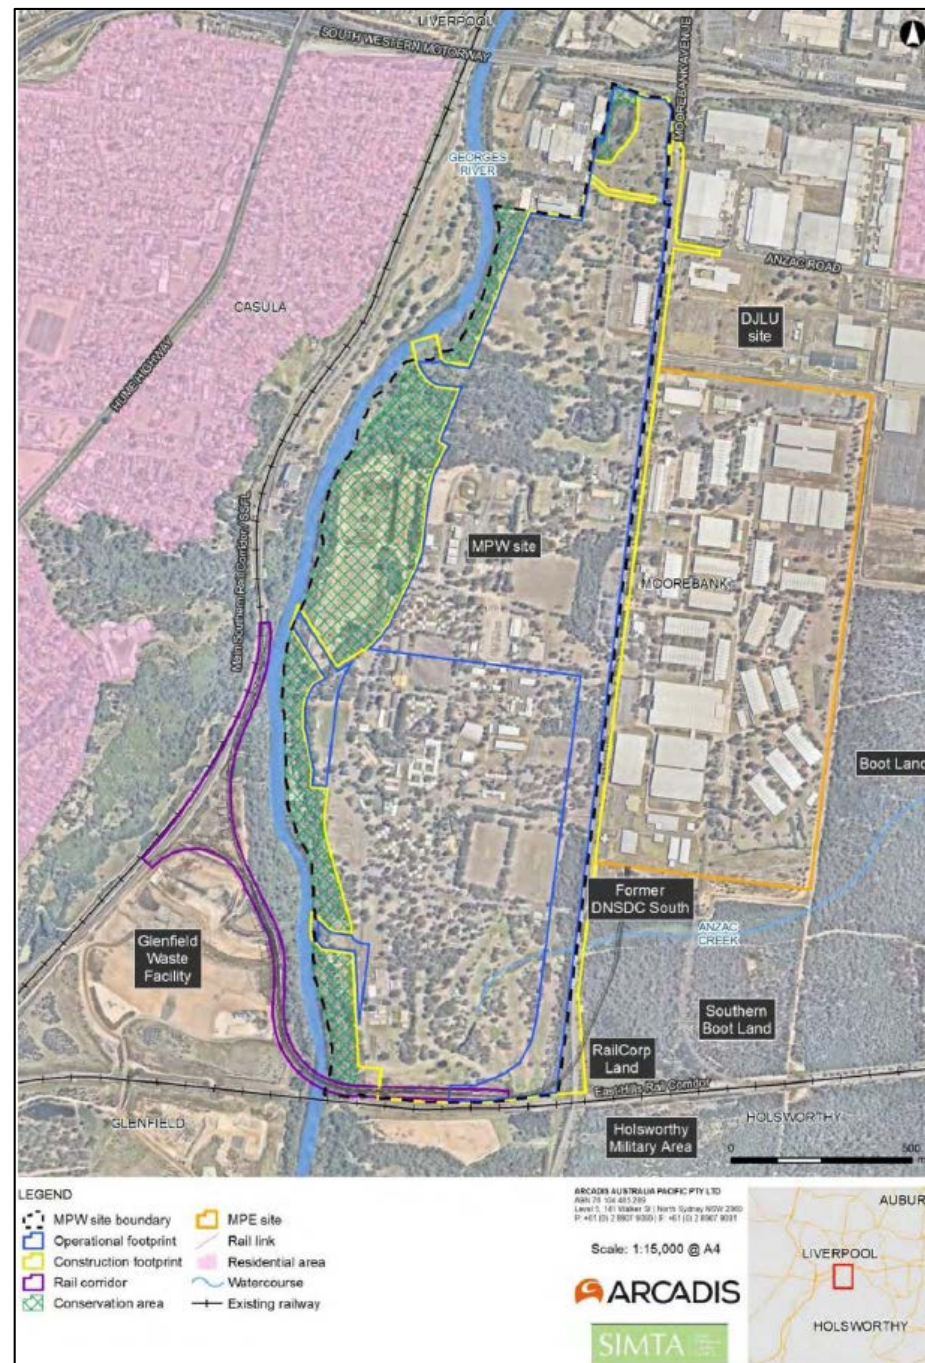 LIVERPOOL
SOUTH WESTERN MOTORWAY
MOOREBANK AVENUE
GEORGES
RIVER
ANZAC ROAD
CASULA
DJLU
site
HUME HIGHWAY
MPW site
MOOREBANK
Main Southern Rail Corridor / SSFL
Boot Land
Former
DNSDC South
ANZAC
CREEK
Glenfield
Waste
Facility
Southern
Boot Land
RailCorp
Land
East Hills Rail Corridor
GLENFIELD
HOLSWORTHY
Holsworthy
Military Area
0 500
m
LEGEND
MPW site boundary
Operational footprint
Construction footprint
Rail corridor
Conservation area
MPE site
Rail link
Residential area
Watercourse
Existing railway
ARCADIS AUSTRALIA PACIFIC PTY LTD
Scale: 1:15,000 @ A4
ARCADIS
SIMTA
AUBUR
LIVERPOOL
HOLSWORTHY